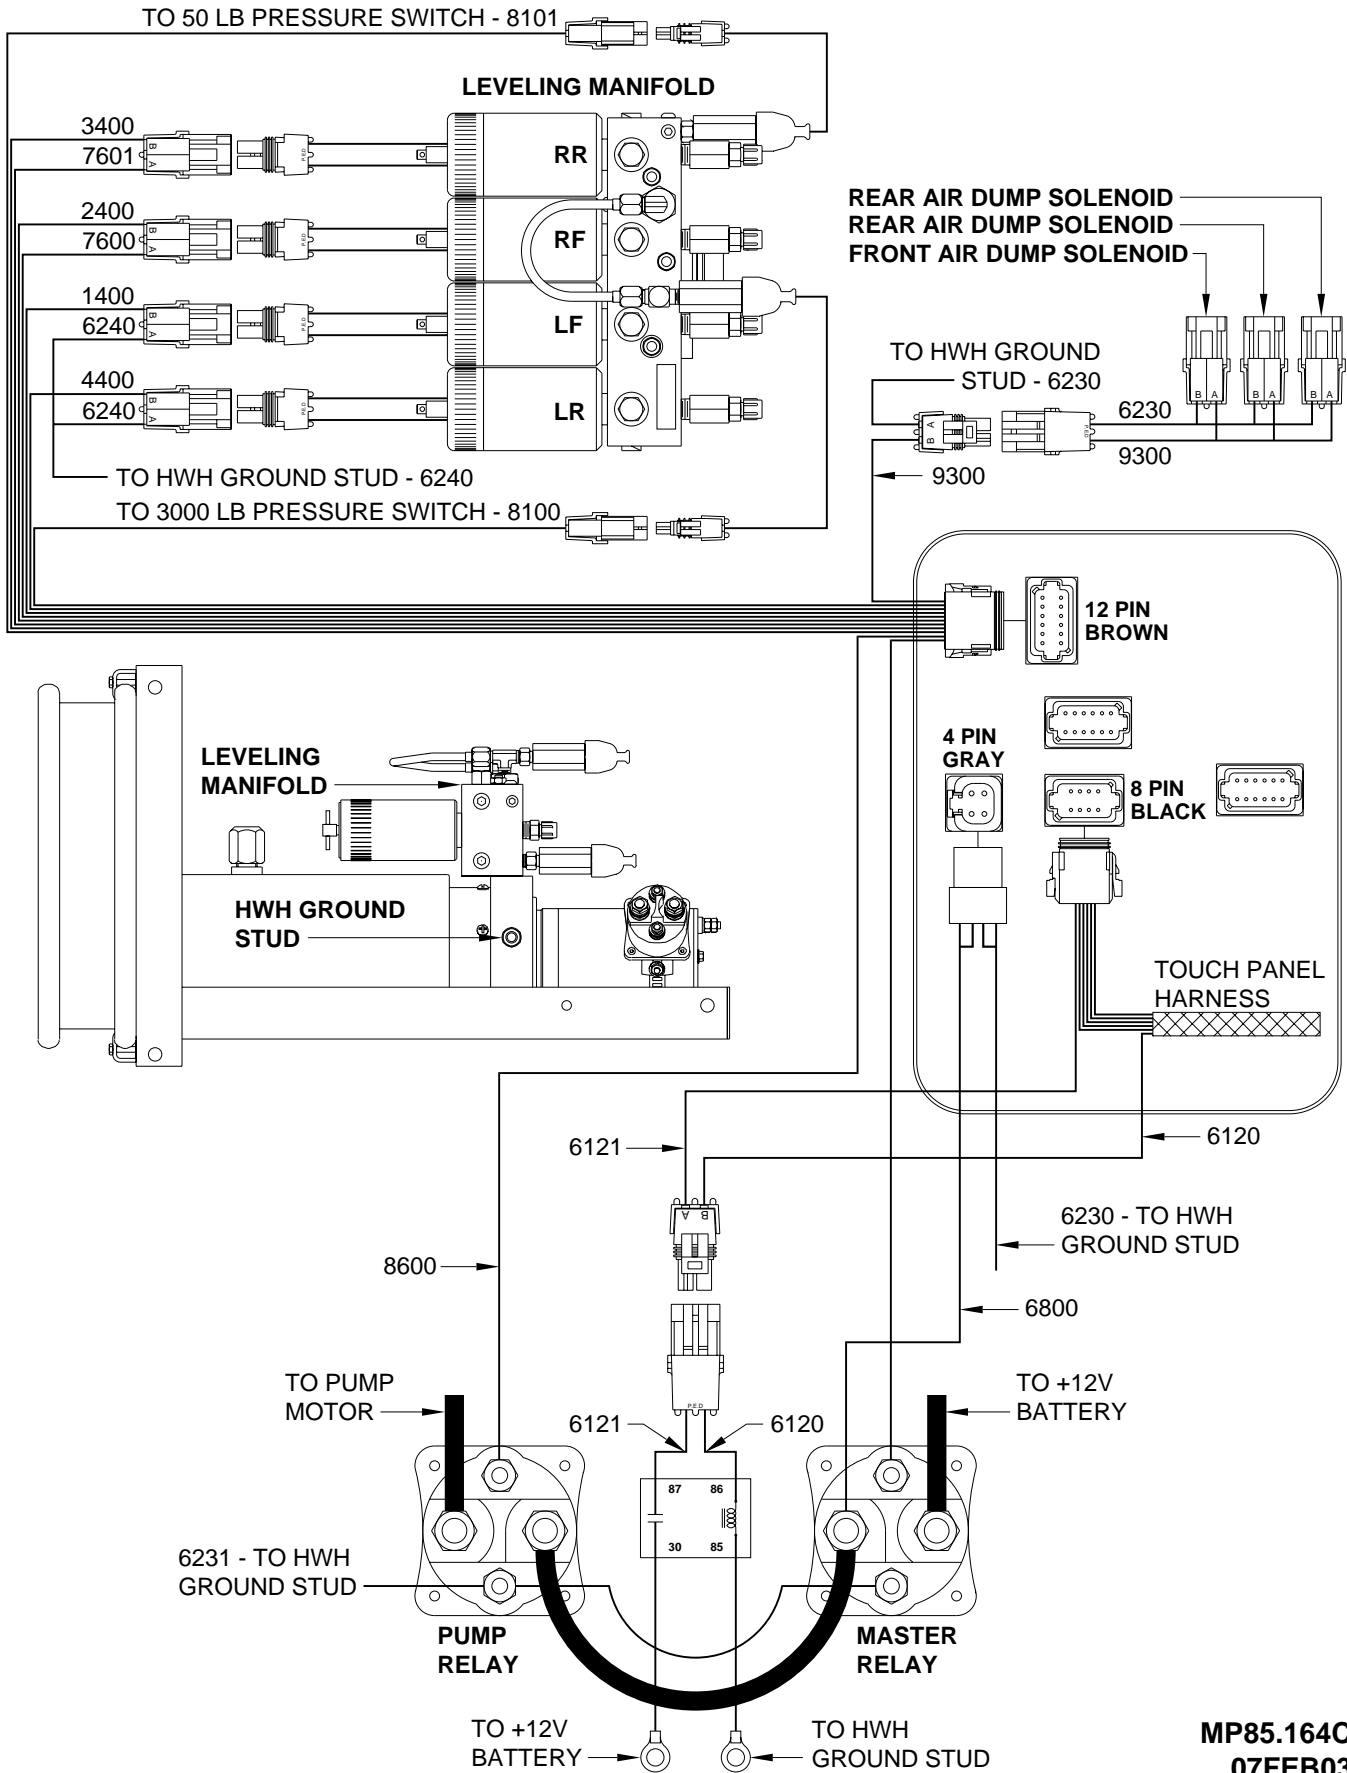 TO 50 LB PRESSURE SWITCH - 8101
LEVELING MANIFOLD
3400
7601
B
A
P.E.D
RR
2400
7600
B
A
P.E.D
RF
1400
6240
B
A
P.E.D
LF
4400
6240
B
A
P.E.D
LR
TO HWH GROUND STUD - 6240
TO 3000 LB PRESSURE SWITCH - 8100
REAR AIR DUMP SOLENOID
REAR AIR DUMP SOLENOID
FRONT AIR DUMP SOLENOID
TO HWH GROUND
STUD - 6230
B A
B A
B A
A
B
P.E.D
6230
9300
9300
12 PIN
BROWN
4 PIN
GRAY
8 PIN
BLACK
LEVELING
MANIFOLD
HWH GROUND
STUD
TOUCH PANEL
HARNESS
6121
6120
A B
8600
6230 - TO HWH
GROUND STUD
6800
TO PUMP
MOTOR
P.E.D
TO +12V
BATTERY
6121
6120
87 86
30 85
6231 - TO HWH
GROUND STUD
PUMP
RELAY
MASTER
RELAY
TO +12V
BATTERY
TO HWH
GROUND STUD
MP85.164C
07FEB03